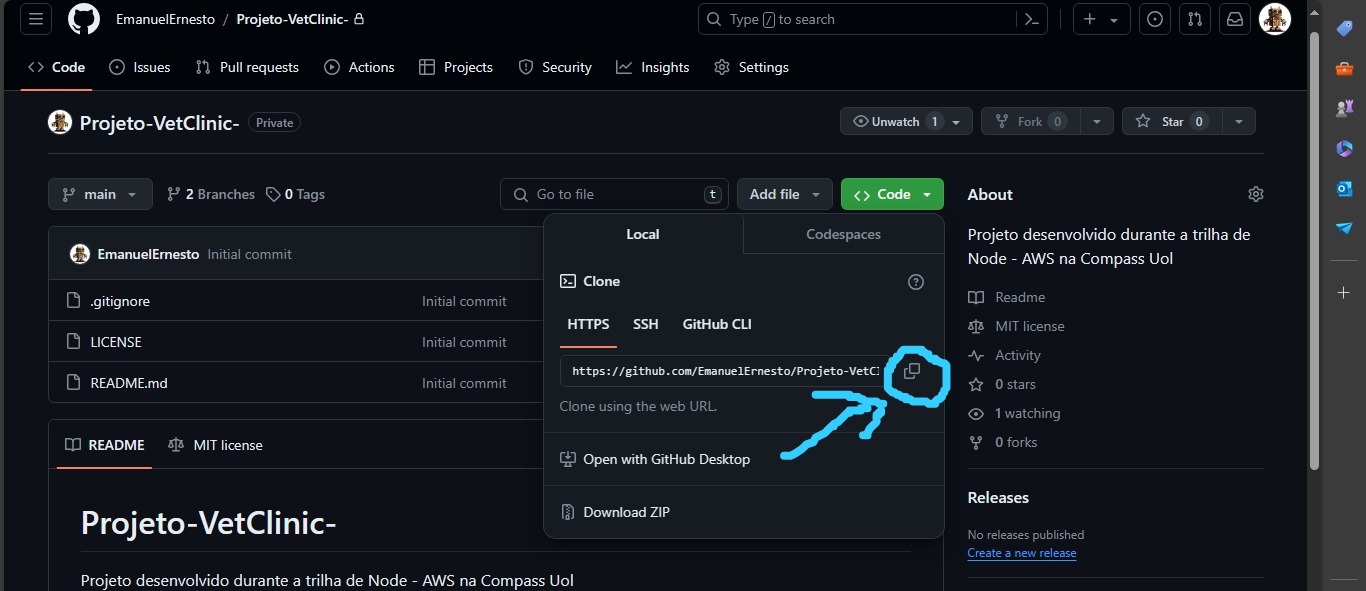 EmanuelErnesto / Projeto-VetClinic-
Type / to search
Code Issues Pull requests Actions Projects Security Insights Settings
Projeto-VetClinic- Private
Unwatch 1 Fork 0 Star 0
main 2 Branches 0 Tags
Go to file t Add file Code
EmanuelErnesto Initial commit
.gitignore Initial commit
LICENSE Initial commit
README.md Initial commit
README MIT license
Projeto-VetClinic-
Projeto desenvolvido durante a trilha de Node - AWS na Compass Uol
Local Codespaces
Clone
HTTPS SSH GitHub CLI
https://github.com/EmanuelErnesto/Projeto-VetC
Clone using the web URL.
Open with GitHub Desktop
Download ZIP
About
Projeto desenvolvido durante a trilha de
Node - AWS na Compass Uol
Readme
MIT license
Activity
0 stars
1 watching
0 forks
Releases
No releases published
Create a new release